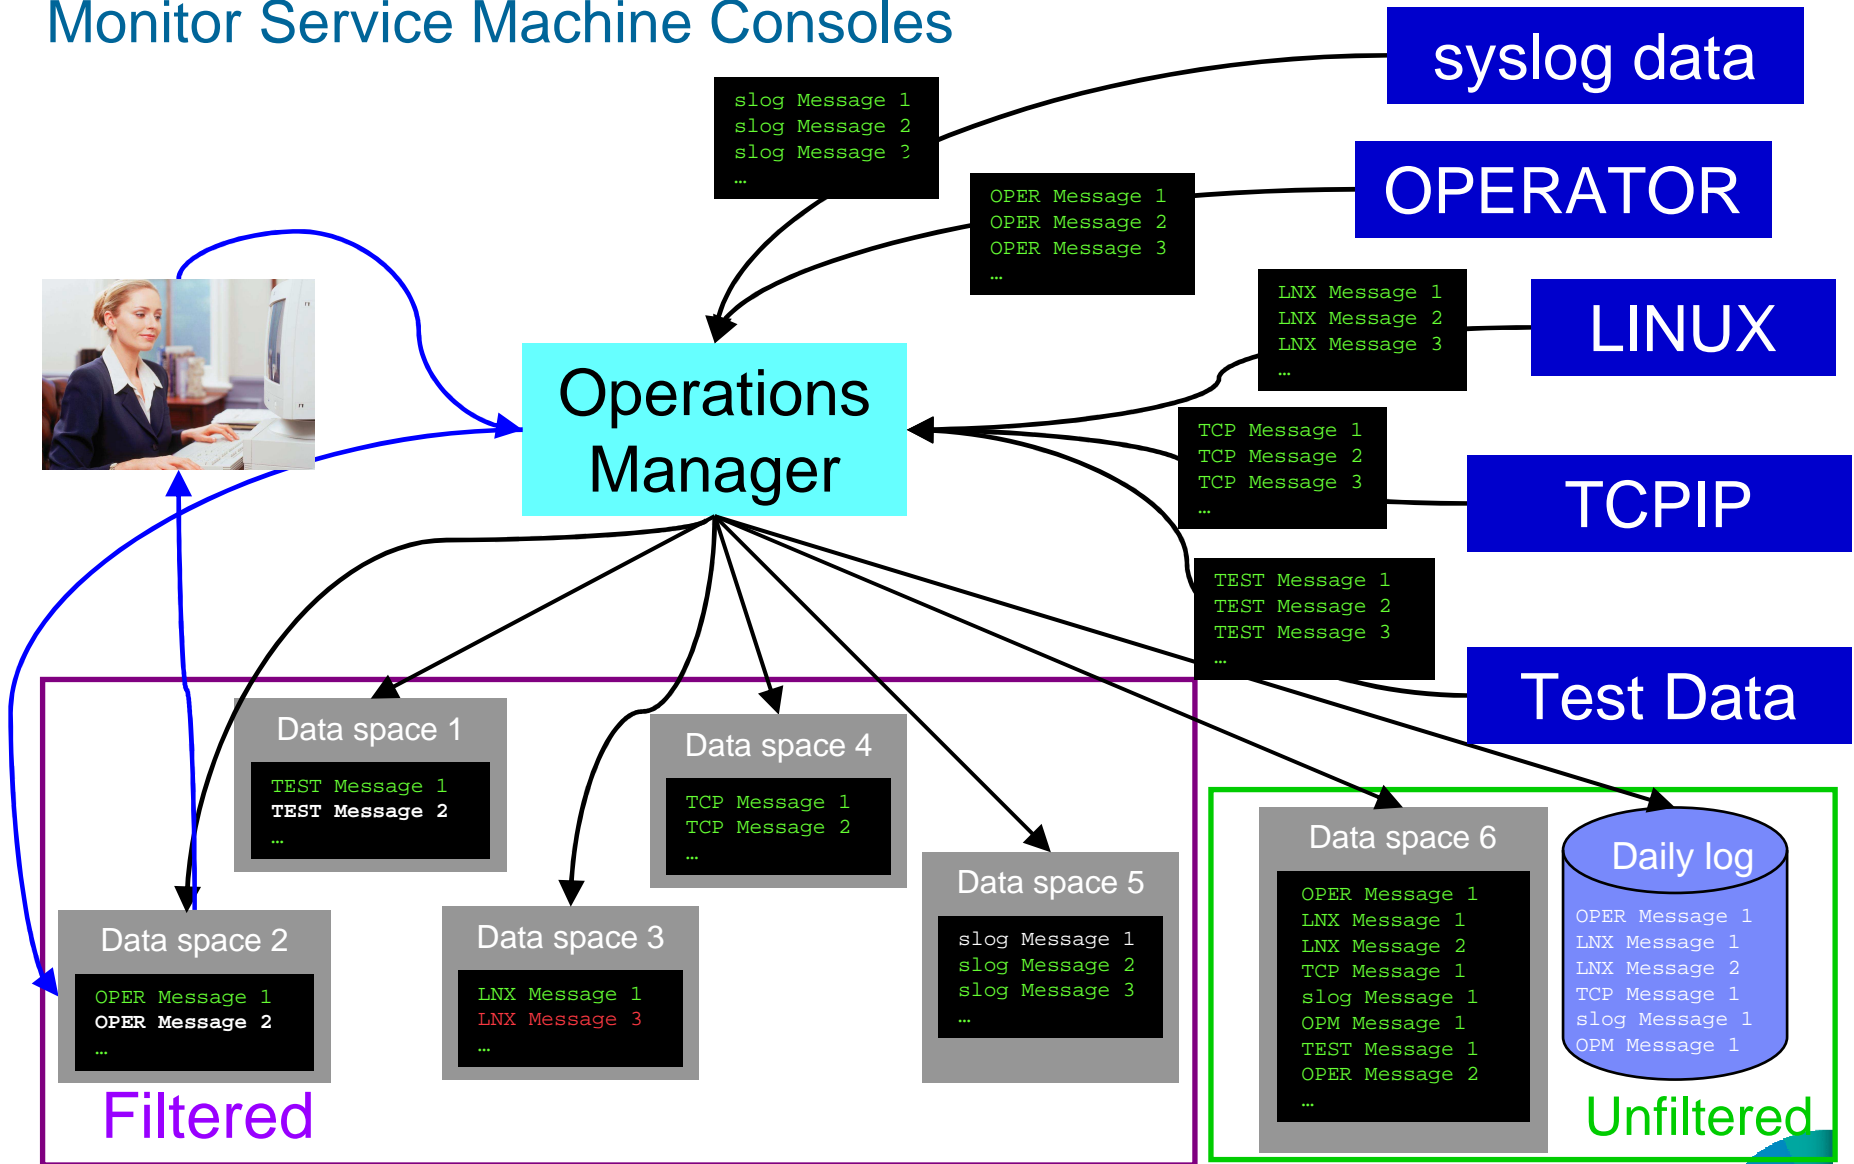 Monitor Service Machine Consoles
syslog data
slog Message 1
slog Message 2
slog Message 3
…
OPERATOR
OPER Message 1
OPER Message 2
OPER Message 3
…
LINUX
LNX Message 1
LNX Message 2
LNX Message 3
…
Operations
Manager
TCP Message 1
TCP Message 2
TCP Message 3
…
TCPIP
TEST Message 1
TEST Message 2
TEST Message 3
…
Test Data
Data space 1
TEST Message 1
TEST Message 2
…
Data space 4
TCP Message 1
TCP Message 2
…
Data space 2
OPER Message 1
OPER Message 2
…
Data space 3
LNX Message 1
LNX Message 3
…
Data space 5
slog Message 1
slog Message 2
slog Message 3
…
Filtered
Data space 6
OPER Message 1
LNX Message 1
LNX Message 2
TCP Message 1
slog Message 1
OPM Message 1
TEST Message 1
OPER Message 2
…
Daily log
OPER Message 1
LNX Message 1
LNX Message 2
TCP Message 1
slog Message 1
OPM Message 1
Unfiltered